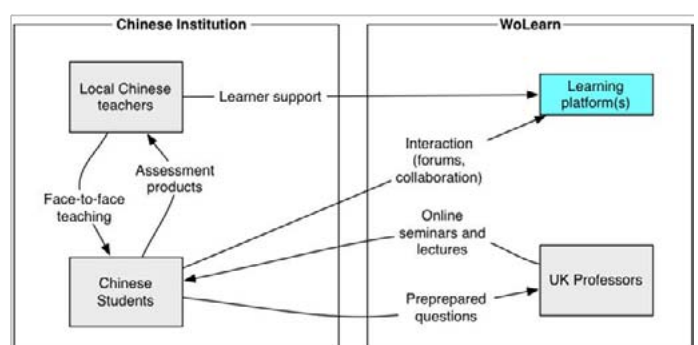 Chinese Institution
WoLearn
Local Chinese
teachers
Learner support
Learning
platform(s)
Interaction
(forums,
collaboration)
Assessment
products
Face-to-face
teaching
Online
seminars and
lectures
Chinese
Students
UK Professors
Preprepared
questions